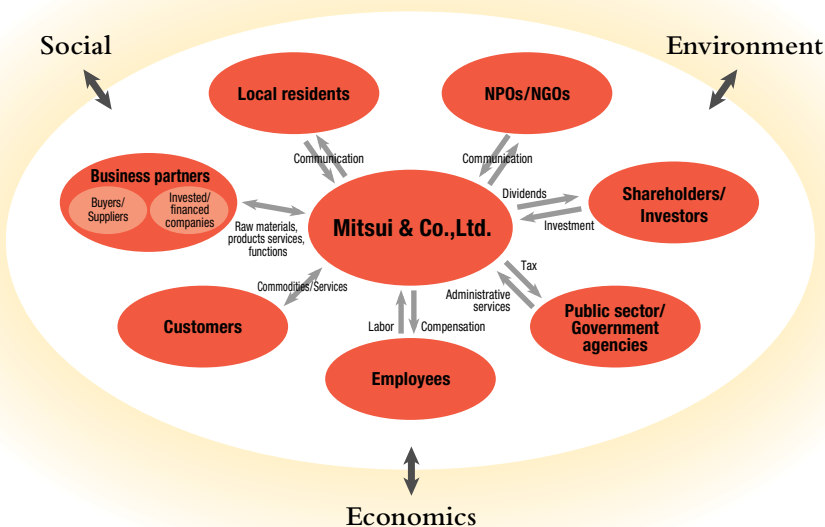 Social
Environment
Local residents
NPOs/NGOs
Communication
Communication
Business partners
Buyers/
Suppliers
Invested/
financed
companies
Raw materials,
products services,
functions
Mitsui & Co.,Ltd.
Dividends
Investment
Shareholders/
Investors
Commodities/Services
Customers
Tax
Administrative
services
Public sector/
Government
agencies
Labor
Compensation
Employees
Economics